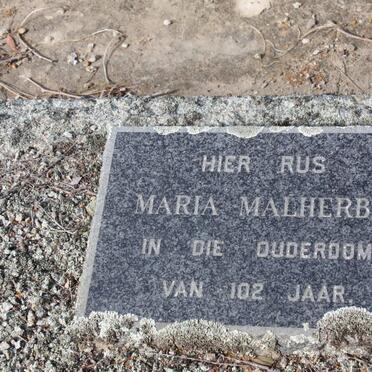 HIER RUS
MARIA MALHERB
IN DIE OUDERDOM
VAN 102 JAAR.